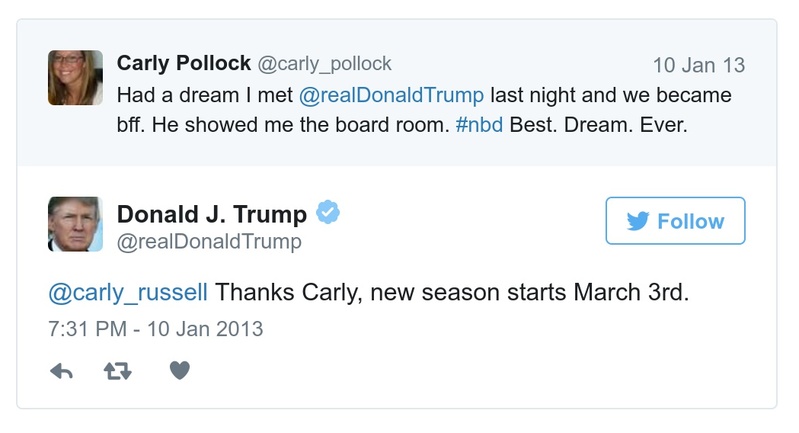 Carly Pollock @carly_pollock 10 Jan 13
Had a dream I met @realDonaldTrump last night and we became
bff. He showed me the board room. #nbd Best. Dream. Ever.
Donald J. Trump
@realDonaldTrump
Follow
@carly_russell Thanks Carly, new season starts March 3rd.
7:31 PM - 10 Jan 2013